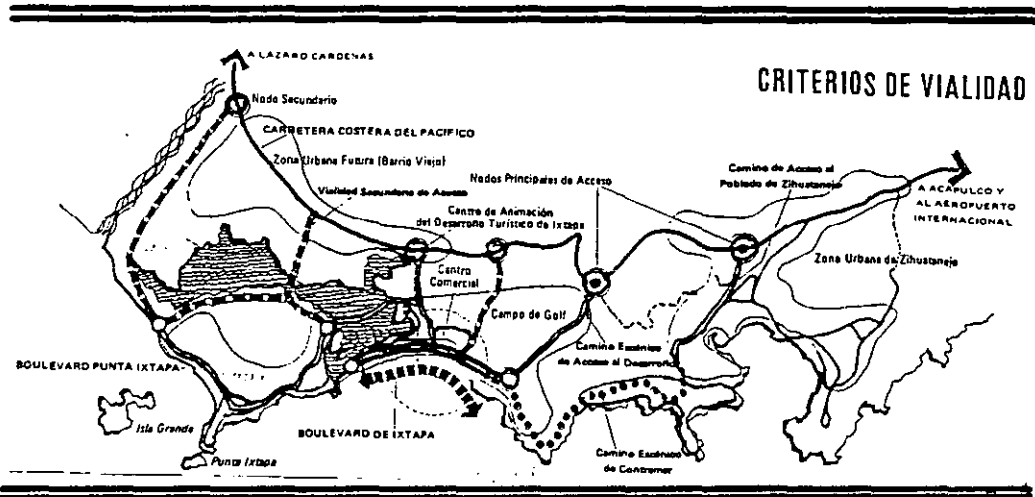 CRITERIOS DE VIALIDAD
A LAZARO CARDENAS
Nodo Secundario
CARRETERA COSTERA DEL PACIFICO
Zona Urbana Futura (Barrio Viejo)
Vialidad Secundaria de Acceso
Nodos Principales de Acceso
Camino de Acceso al
Poblado de Zihuatanejo
A ACAPULCO Y
AL AEROPUERTO
INTERNACIONAL
Centro de Animación
del Desarrollo Turístico de Ixtapa
Zona Urbana de Zihuatanejo
Centro
Comercial
Campo de Golf
Camino Escénico
de Acceso al Desarrollo
BOULEVARD PUNTA IXTAPA
Isla Grande
BOULEVARD DE IXTAPA
Punta Ixtapa
Camino Escénico
de Contramar